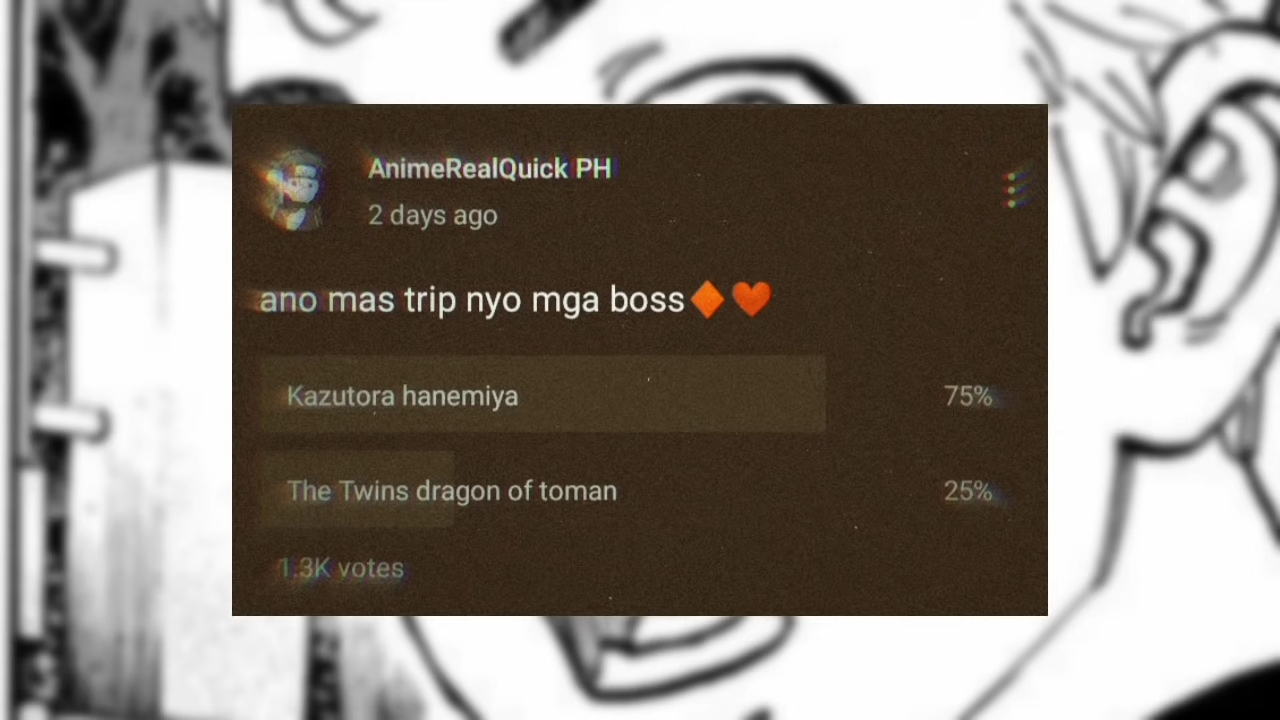 AnimeRealQuick PH
2 days ago
ano mas trip nyo mga boss🔶❤️
Kazutora hanemiya 75%
The Twins dragon of toman 25%
1.3K votes